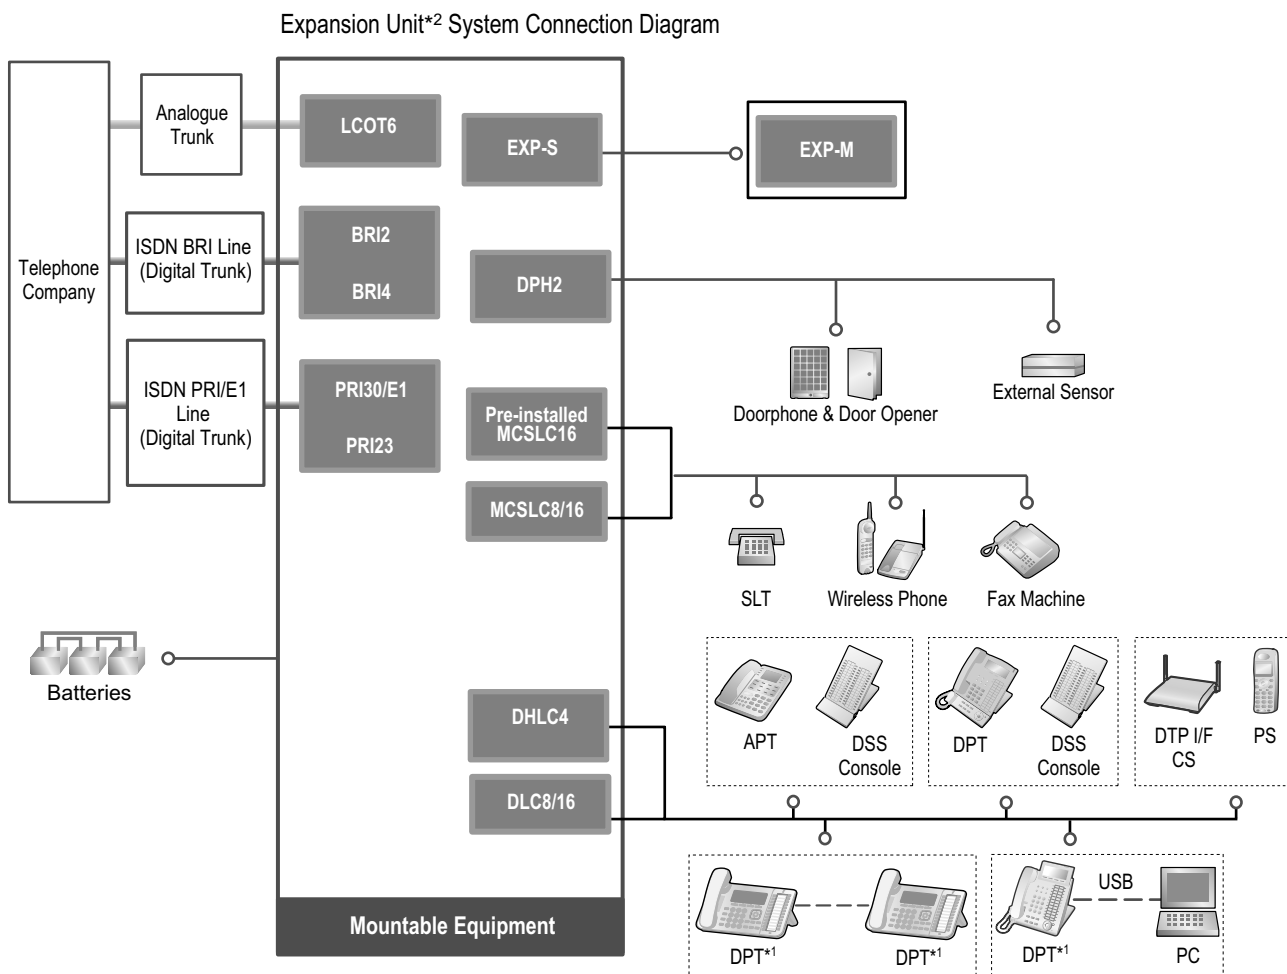 Expansion Unit*2 System Connection Diagram
Telephone
Company
Analogue
Trunk
LCOT6
EXP-S
EXP-M
ISDN BRI Line
(Digital Trunk)
BRI2
BRI4
DPH2
Doorphone & Door Opener
External Sensor
ISDN PRI/E1
Line
(Digital Trunk)
PRI30/E1
PRI23
Pre-installed
MCSLC16
MCSLC8/16
SLT
Wireless Phone
Fax Machine
Batteries
DHLC4
DLC8/16
APT
DSS
Console
DPT
DSS
Console
DTP I/F
CS
PS
Mountable Equipment
DPT*1
DPT*1
DPT*1
USB
PC